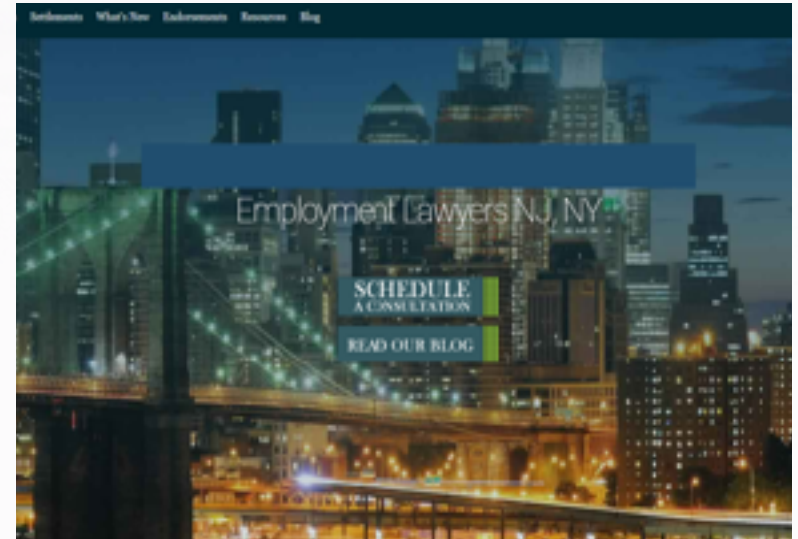 Settlements What's New Endorsements Resources Blog
Employment Lawyers NJ, NY
SCHEDULE
A CONSULTATION
READ OUR BLOG